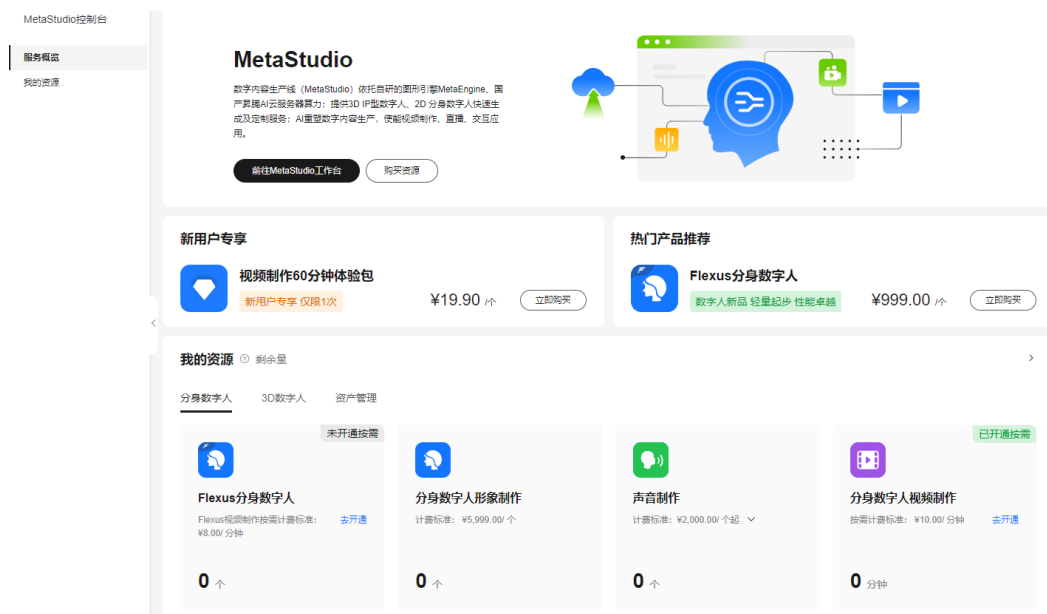 MetaStudio控制台
服务概览
我的资源
MetaStudio
数字内容生产线（MetaStudio）依托自研的图形引擎MetaEngine、国
产昇腾AI云服务器算力；提供3D IP型数字人、2D 分身数字人快速生
成及定制服务；AI重塑数字内容生产，使能视频制作、直播、交互应
用。
前往MetaStudio工作台
购买资源
新用户专享
视频制作60分钟体验包
新用户专享 仅限1次
¥19.90 /个
立即购买
热门产品推荐
Flexus分身数字人
数字人新品 轻量起步 性能卓越
¥999.00 /个
立即购买
我的资源 剩余量
分身数字人 3D数字人 资产管理
未开通按需
Flexus分身数字人
Flexus视频制作按需计费标准： 去开通
¥8.00/ 分钟
0 个
分身数字人形象制作
计费标准：¥5,999.00/ 个
0 个
声音制作
计费标准：¥2,000.00/ 个起
0 个
已开通按需
分身数字人视频制作
按需计费标准：¥10.00/ 分钟 去开通
0 分钟